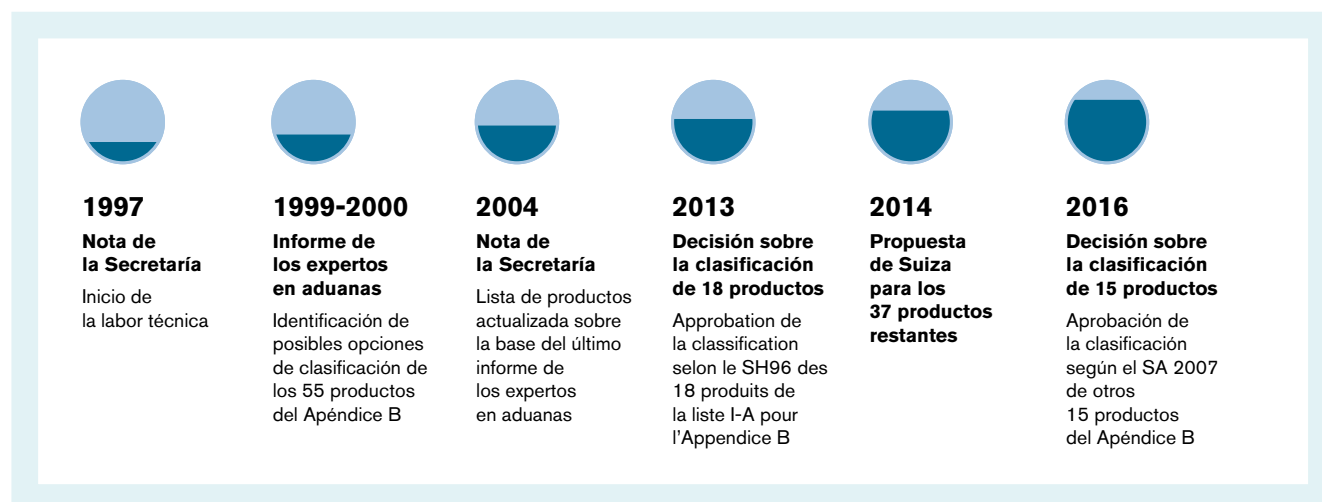 1997
Nota de
la Secretaría
Inicio de
la labor técnica
1999-2000
Informe de
los expertos
en aduanas
Identificación de
posibles opciones
de clasificación de
los 55 productos
del Apéndice B
2004
Nota de
la Secretaría
Lista de productos
actualizada sobre
la base del último
informe de
los expertos
en aduanas
2013
Decisión sobre
la clasificación
de 18 productos
Approbation de
la classification
selon le SH96 des
18 produits de
la liste I-A pour
l'Appendice B
2014
Propuesta
de Suiza
para los
37 productos
restantes
2016
Decisión sobre
la clasificación
de 15 productos
Aprobación de
la clasificación
según el SA 2007
de otros
15 productos
del Apéndice B